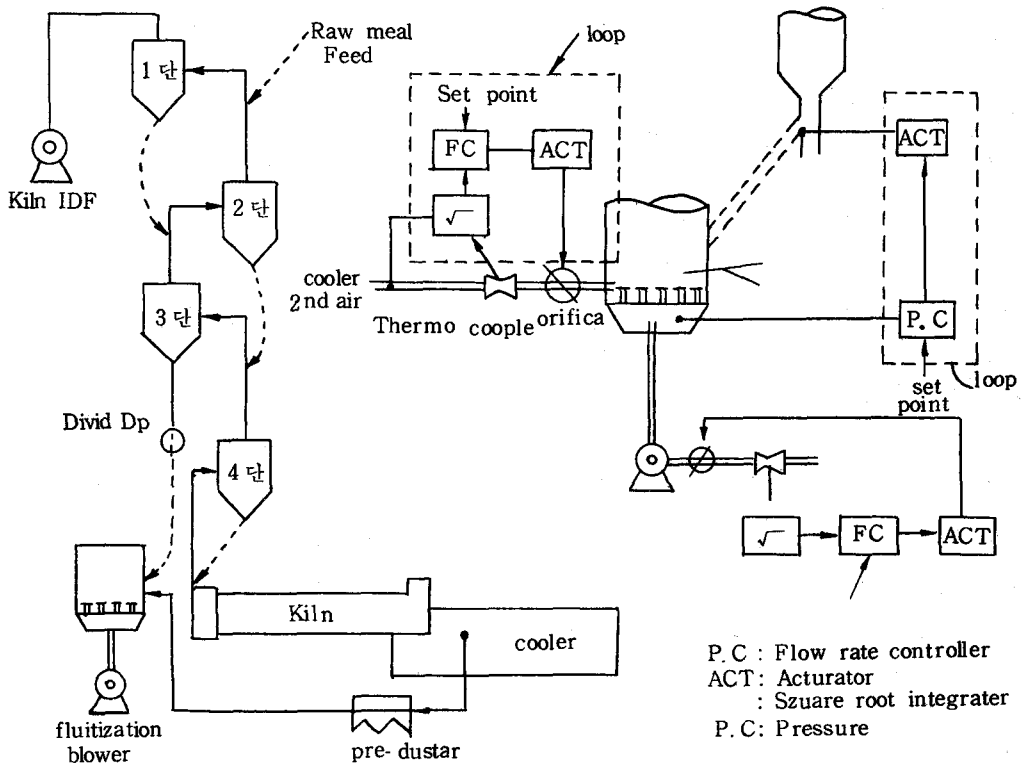 1 단
Raw meal
Feed
Kiln IDF
2 단
3 단
Divid Dp
4 단
Kiln
cooler
fluitization
blower
pre-dustar
loop
Set point
FC
ACT
√
cooler
2nd air
Thermo coople
orifica
ACT
P. C
set
point
loop
√
FC
ACT
P. C : Flow rate controller
ACT: Acturator
: Szuare root integrater
P. C: Pressure